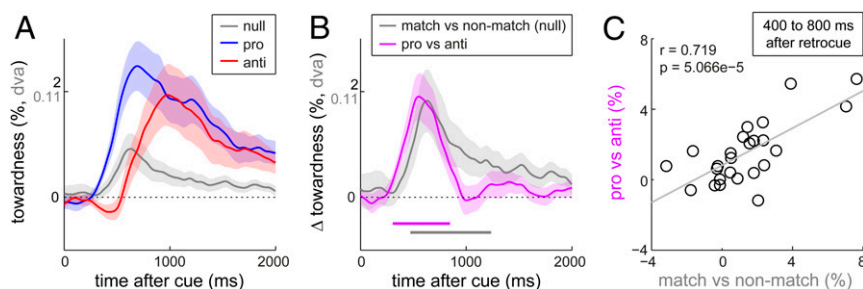 A
null
pro
anti
towardness (%, dva)
2
0.11
0
0
1000
2000
time after cue (ms)
B
match vs non-match (null)
pro vs anti
Δ towardness (%, dva)
2
0.11
0
0
1000
2000
time after cue (ms)
C
400 to 800 ms
after retrocue
r = 0.719
p = 5.066e-5
pro vs anti (%)
8
4
0
−4
−4
0
4
8
match vs non-match (%)